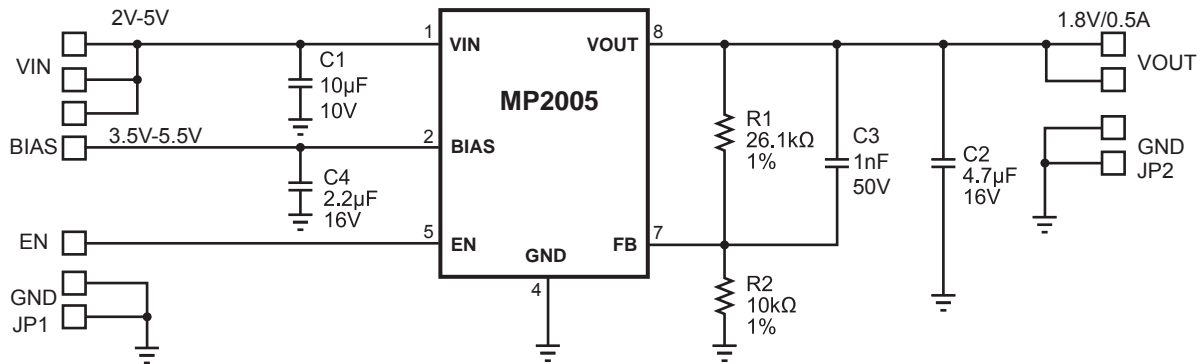 2V-5V
1.8V/0.5A
VIN
1
VIN
VOUT
8
VOUT
C1
10µF
10V
MP2005
R1
26.1kΩ
1%
C3
1nF
50V
C2
4.7µF
16V
GND
JP2
BIAS
3.5V-5.5V
2
BIAS
C4
2.2µF
16V
EN
5
EN
FB
7
GND
4
GND
JP1
R2
10kΩ
1%